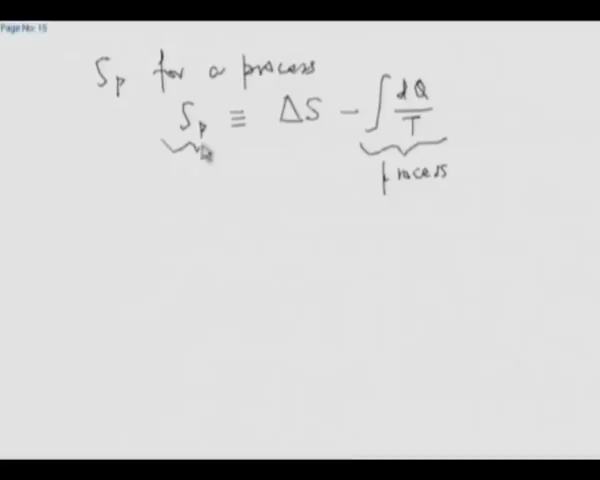 Page No: 15
Sp for a process
Sp ≡ ΔS − ∫ dQ/T
process